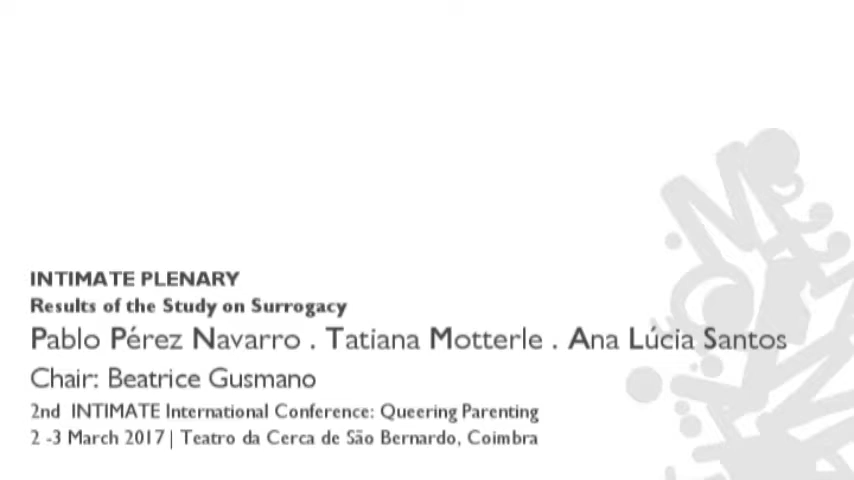 INTIMATE PLENARY
Results of the Study on Surrogacy
Pablo Pérez Navarro . Tatiana Motterle . Ana Lúcia Santos
Chair: Beatrice Gusmano
2nd  INTIMATE International Conference: Queering Parenting
2 -3 March 2017| Teatro da Cerca de São Bernardo, Coimbra